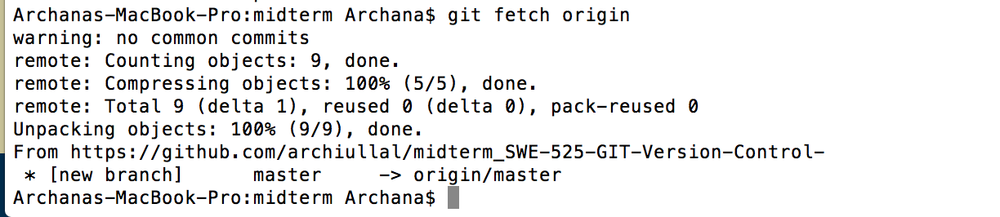 Archanas-MacBook-Pro:midterm Archana$ git fetch origin
warning: no common commits
remote: Counting objects: 9, done.
remote: Compressing objects: 100% (5/5), done.
remote: Total 9 (delta 1), reused 0 (delta 0), pack-reused 0
Unpacking objects: 100% (9/9), done.
From https://github.com/archiullal/midterm_SWE-525-GIT-Version-Control-
 * [new branch]      master     -> origin/master
Archanas-MacBook-Pro:midterm Archana$